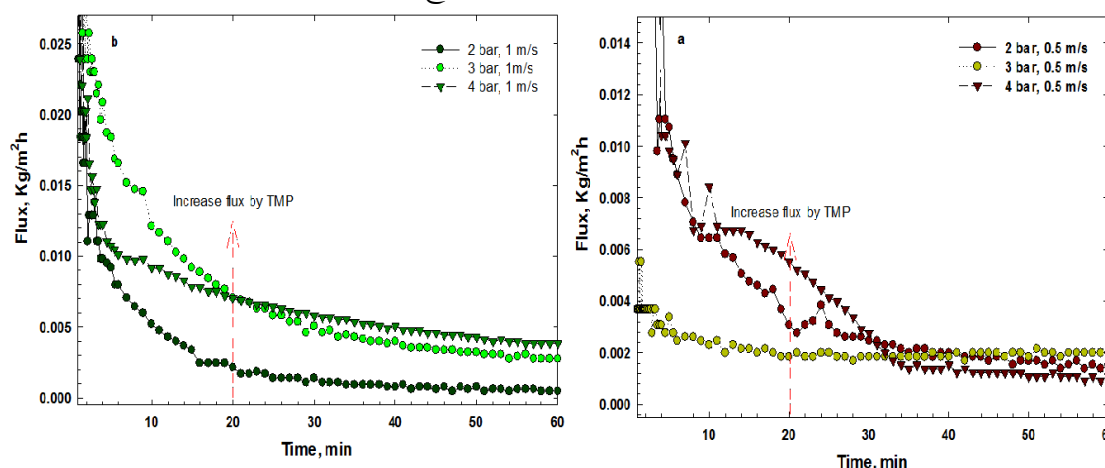 b
2 bar, 1 m/s
3 bar, 1m/s
4 bar, 1 m/s
Increase flux by TMP
Flux, Kg/m²h
0.025
0.020
0.015
0.010
0.005
0.000
10 20 30 40 50 60
Time, min
a
2 bar, 0.5 m/s
3 bar, 0.5 m/s
4 bar, 0.5 m/s
Increase flux by TMP
Flux, Kg/m²h
0.014
0.012
0.010
0.008
0.006
0.004
0.002
0.000
10 20 30 40 50
Time, min